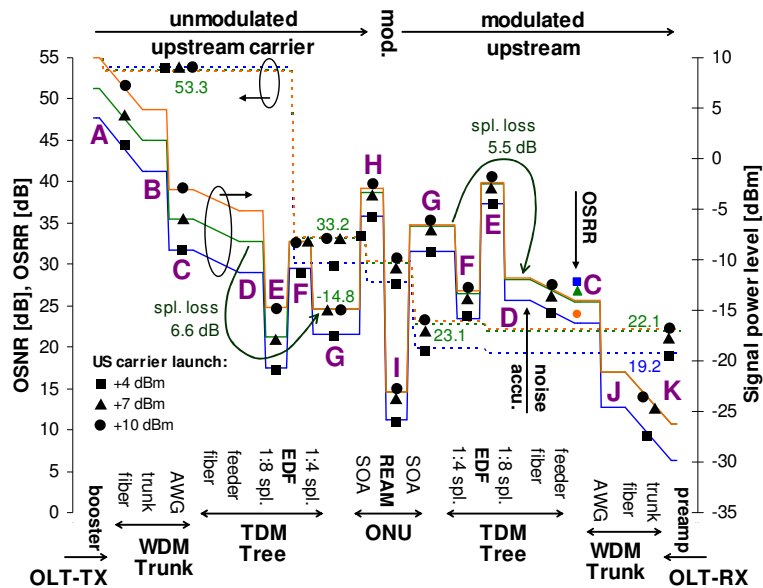 unmodulated
upstream carrier
mod.
modulated
upstream
OSNR [dB], OSRR [dB]
55
50
45
40
35
30
25
20
15
10
5
0
Signal power level [dBm]
10
5
0
-5
-10
-15
-20
-25
-30
-35
53.3
A
B
C
D
E
F
G
H
I
G
F
E
D
C
J
K
33.2
-14.8
spl. loss
6.6 dB
spl. loss
5.5 dB
23.1
22.1
19.2
OSRR
noise
accu.
US carrier launch:
+4 dBm
+7 dBm
+10 dBm
booster
fiber
trunk
AWG
fiber
feeder
1:8 spl.
EDF
1:4 spl.
SOA
REAM
SOA
1:4 spl.
EDF
1:8 spl.
fiber
feeder
AWG
fiber
trunk
preamp
WDM
Trunk
TDM
Tree
ONU
TDM
Tree
WDM
Trunk
OLT-TX
OLT-RX